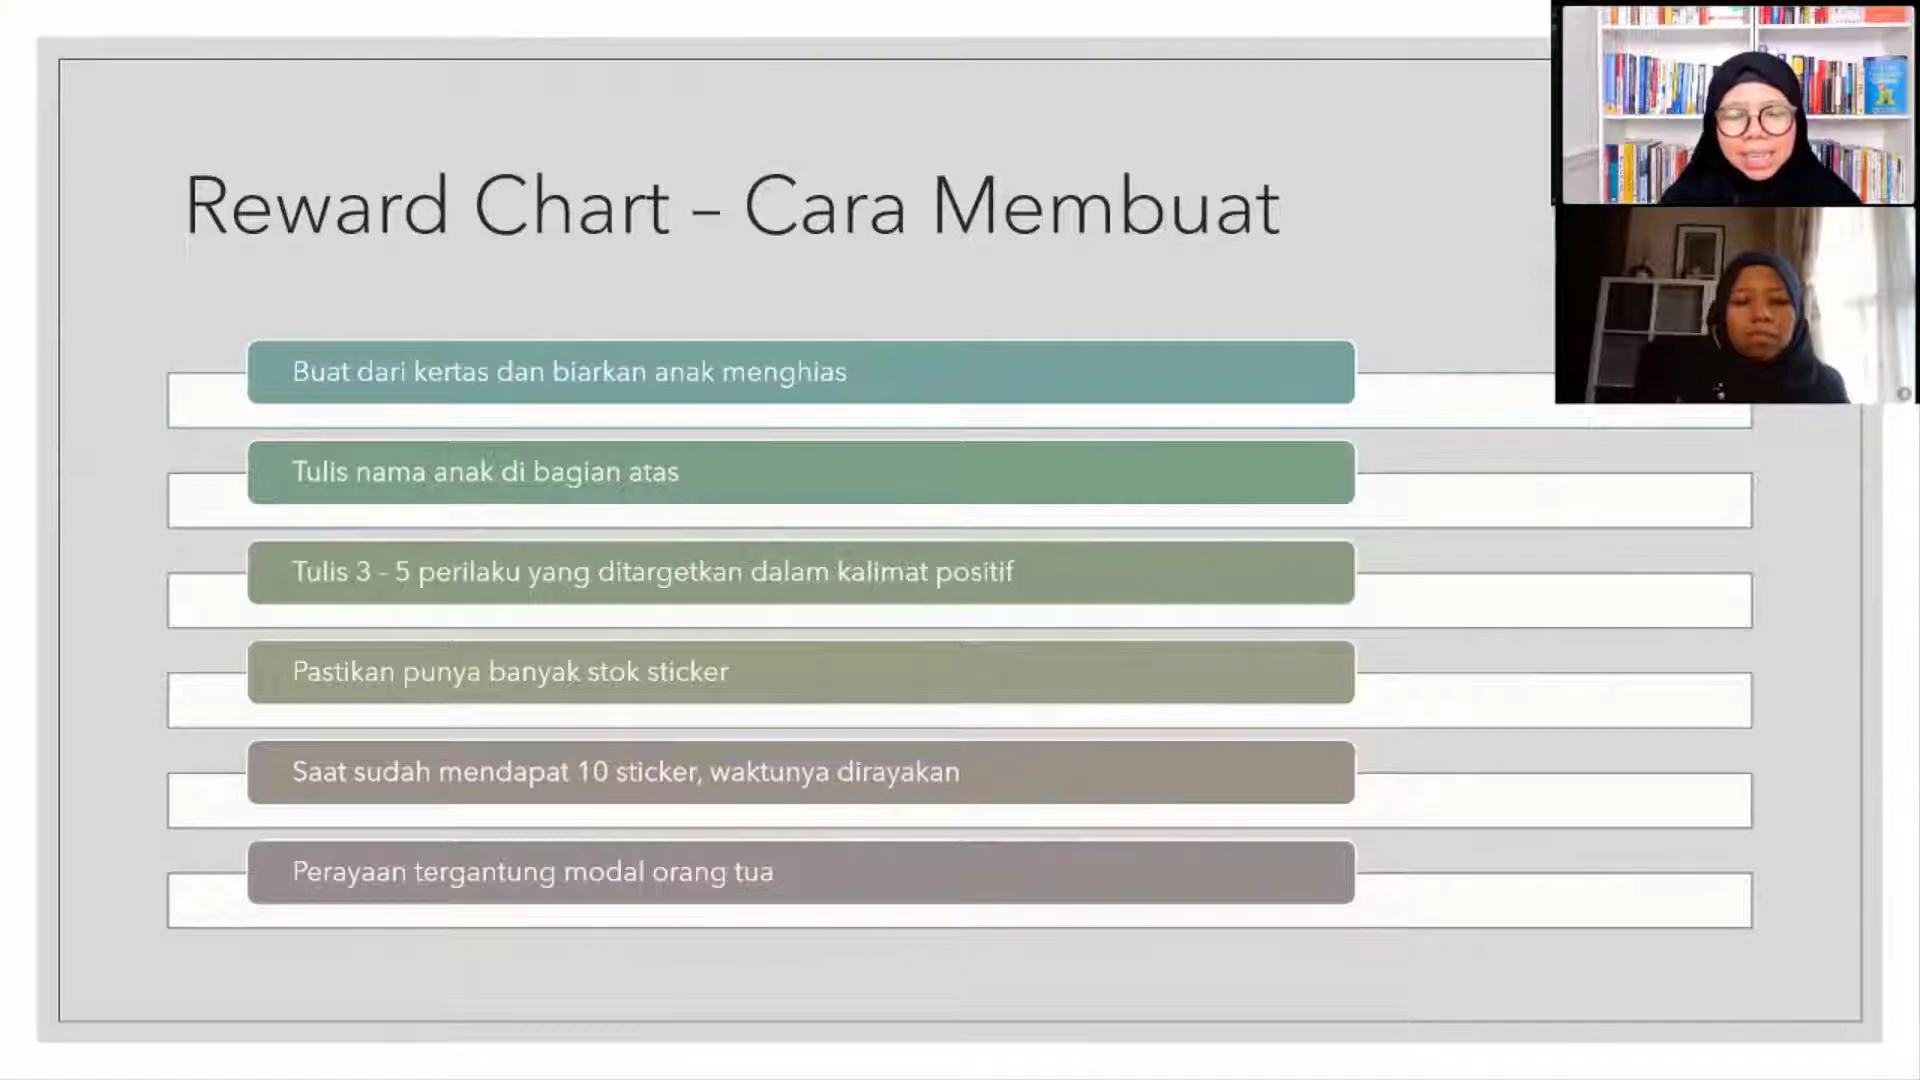 Reward Chart – Cara Membuat
Buat dari kertas dan biarkan anak menghias
Tulis nama anak di bagian atas
Tulis 3 - 5 perilaku yang ditargetkan dalam kalimat positif
Pastikan punya banyak stok sticker
Saat sudah mendapat 10 sticker, waktunya dirayakan
Perayaan tergantung modal orang tua